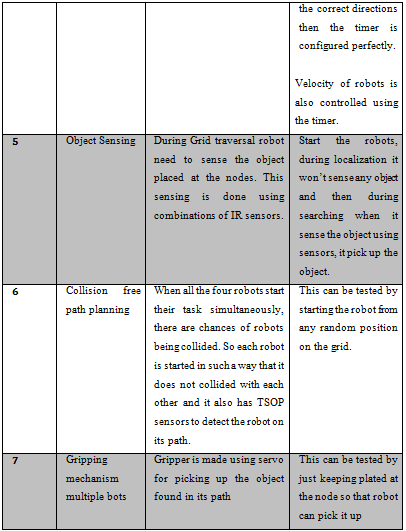 the correct directions
then the timer is
configured perfectly.
Velocity of robots is
also controlled using
the timer.
5
Object Sensing
During Grid traversal robot
need to sense the object
placed at the nodes. This
sensing is done using
combinations of IR sensors.
Start the robots,
during localization it
won't sense any object
and then during
searching when it
sense the object using
sensors, it pick up the
object.
6
Collision free
path planning
When all the four robots start
their task simultaneously,
there are chances of robots
being collided. So each robot
is started in such a way that it
does not collided with each
other and it also has TSOP
sensors to detect the robot on
its path.
This can be tested by
starting the robot from
any random position
on the grid.
7
Gripping
mechanism
multiple bots
Gripper is made using servo
for picking up the object
found in its path
This can be tested by
just keeping plated at
the node so that robot
can pick it up